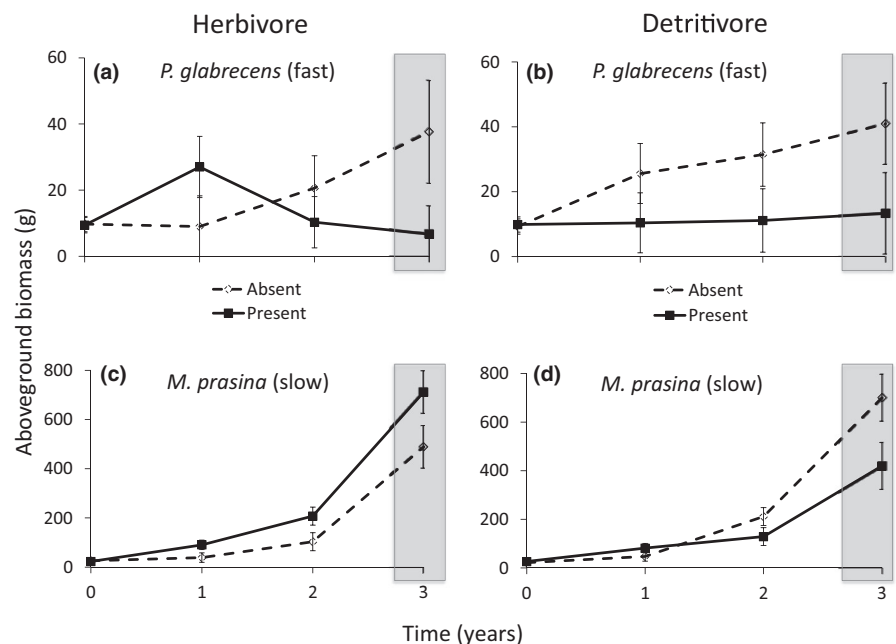 Herbivore
Detritivore
(a) P. glabrecens (fast)
60
40
20
0
(b) P. glabrecens (fast)
60
40
20
0
Absent
Present
Absent
Present
Aboveground biomass (g)
(c) M. prasina (slow)
800
600
400
200
0
0 1 2 3
(d) M. prasina (slow)
800
600
400
200
0
0 1 2 3
Time (years)